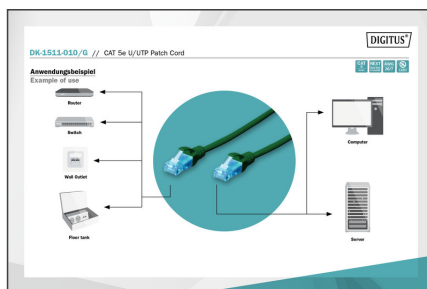 DIGITUS®
DK-1511-010/G // CAT 5e U/UTP Patch Cord
Anwendungsbeispiel
Example of use
Router
Switch
Wall Outlet
Floor tank
Computer
Server